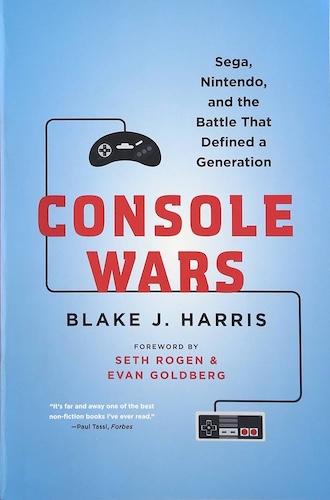 Sega,
Nintendo,
and the
Battle That
Defined a
Generation
CONSOLE
WARS
BLAKE J. HARRIS
FOREWORD BY
SETH ROGEN &
EVAN GOLDBERG
"It's far and away one of the best
non-fiction books I've ever read."
—Paul Tassi, Forbes